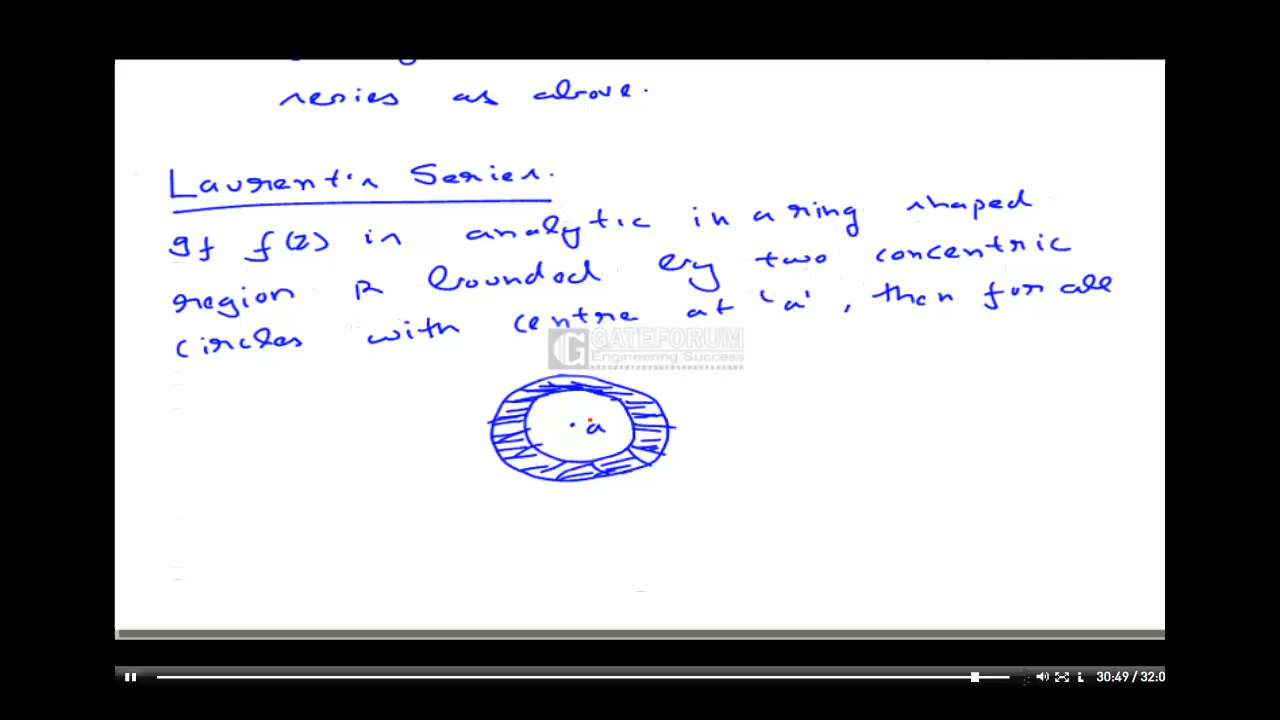 series as above.
Laurent's Series.
If f(z) is analytic in a ring shaped
region R bounded by two concentric
circles with centre at 'a', then for all
GATEFORUM
Engineering Success
a
30:49 / 32:0